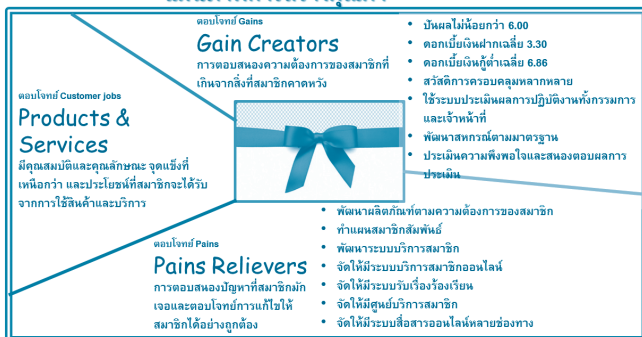 ตอบโจทย์ Gains
Gain Creators
การตอบสนองความต้องการของสมาชิกที่
เกินจากสิ่งที่สมาชิกคาดหวัง
• ปันผลไม่น้อยกว่า 6.00
• ดอกเบี้ยเงินฝากเฉลี่ย 3.30
• ดอกเบี้ยเงินกู้ต่ำเฉลี่ย 6.86
• สวัสดิการครอบคลุมหลากหลาย
• ใช้ระบบประเมินผลการปฏิบัติงานทั้งกรรมการ
และเจ้าหน้าที่
• พัฒนาสหกรณ์ตามมาตรฐาน
• ประเมินความพึงพอใจและสนองตอบผลการ
ประเมิน
ตอบโจทย์ Customer jobs
Products &
Services
มีคุณสมบัติและคุณลักษณะ จุดแข็งที่
เหนือกว่า และประโยชน์ที่สมาชิกจะได้รับ
จากการใช้สินค้าและบริการ
ตอบโจทย์ Pains
Pains Relievers
การตอบสนองปัญหาที่สมาชิกมัก
เจอและตอบโจทย์การแก้ไขให้
สมาชิกได้อย่างถูกต้อง
• พัฒนาผลิตภัณฑ์ตามความต้องการของสมาชิก
• ทำแผนสมาชิกสัมพันธ์
• พัฒนาระบบบริการสมาชิก
• จัดให้มีระบบบริการสมาชิกออนไลน์
• จัดให้มีระบบรับเรื่องร้องเรียน
• จัดให้มีศูนย์บริการสมาชิก
• จัดให้มีระบบสื่อสารออนไลน์หลายช่องทาง